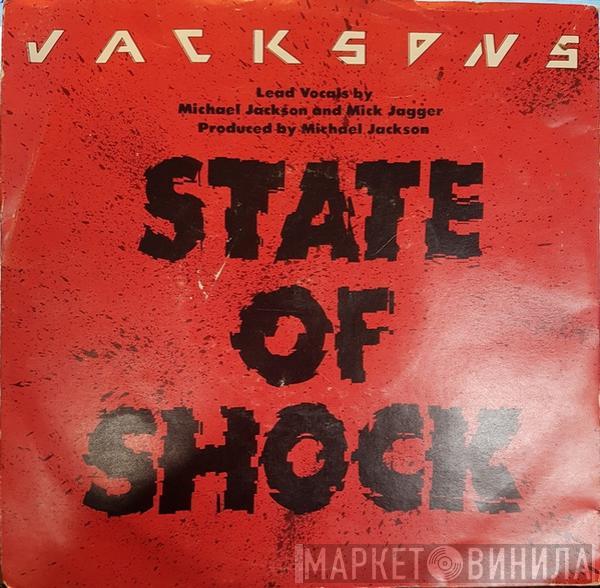 JACKSONS
Lead Vocals by
Michael Jackson and Mick Jagger
Produced by Michael Jackson
STATE
OF
SHOCK
МАРКЕТ ВИНИЛА